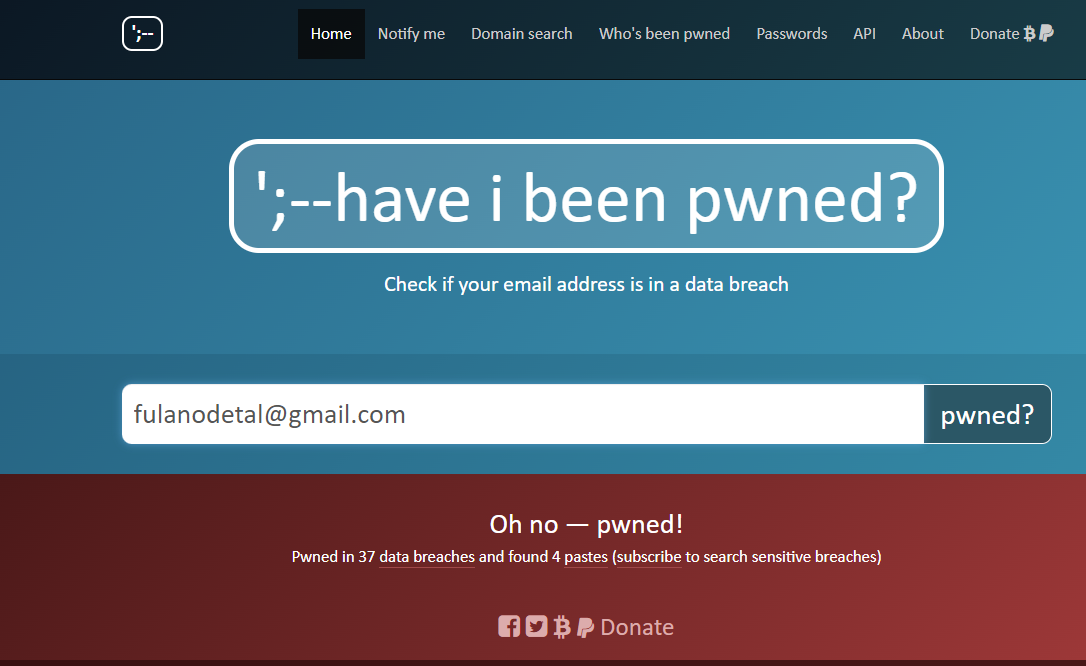 ';--
Home Notify me Domain search Who's been pwned Passwords API About Donate
';--have i been pwned?
Check if your email address is in a data breach
fulanodetal@gmail.com pwned?
Oh no — pwned!
Pwned in 37 data breaches and found 4 pastes (subscribe to search sensitive breaches)
Donate